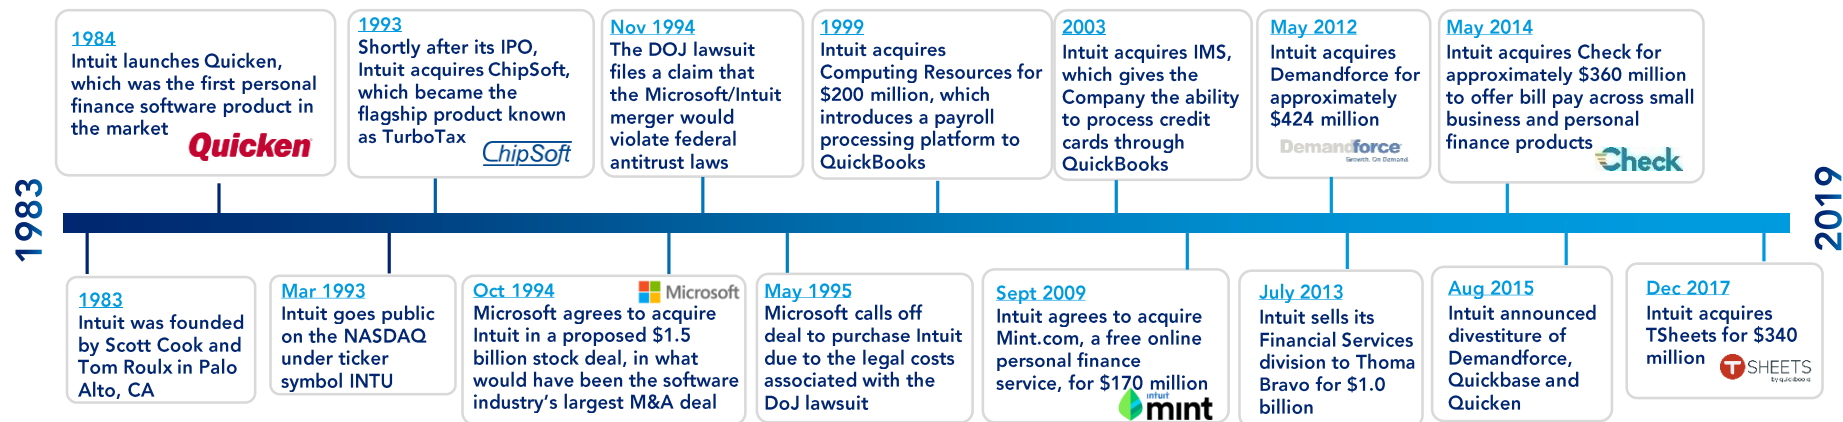 1983
1984
Intuit launches Quicken,
which was the first personal
finance software product in
the market
Quicken
1993
Shortly after its IPO,
Intuit acquires ChipSoft,
which became the
flagship product known
as TurboTax
ChipSoft
Nov 1994
The DOJ lawsuit
files a claim that
the Microsoft/Intuit
merger would
violate federal
antitrust laws
1999
Intuit acquires
Computing Resources for
$200 million, which
introduces a payroll
processing platform to
QuickBooks
2003
Intuit acquires IMS,
which gives the
Company the ability
to process credit
cards through
QuickBooks
May 2012
Intuit acquires
Demandforce for
approximately
$424 million
Demandforce
Growth. On Demand.
May 2014
Intuit acquires Check for
approximately $360 million
to offer bill pay across small
business and personal
finance products
Check
2019
1983
Intuit was founded
by Scott Cook and
Tom Roulx in Palo
Alto, CA
Mar 1993
Intuit goes public
on the NASDAQ
under ticker
symbol INTU
Oct 1994
Microsoft
Microsoft agrees to acquire
Intuit in a proposed $1.5
billion stock deal, in what
would have been the software
industry's largest M&A deal
May 1995
Microsoft calls off
deal to purchase Intuit
due to the legal costs
associated with the
DoJ lawsuit
Sept 2009
Intuit agrees to acquire
Mint.com, a free online
personal finance
service, for $170 million
intuit
mint
July 2013
Intuit sells its
Financial Services
division to Thoma
Bravo for $1.0
billion
Aug 2015
Intuit announced
divestiture of
Demandforce,
Quickbase and
Quicken
Dec 2017
Intuit acquires
TSheets for $340
million
T SHEETS
by quickbooks